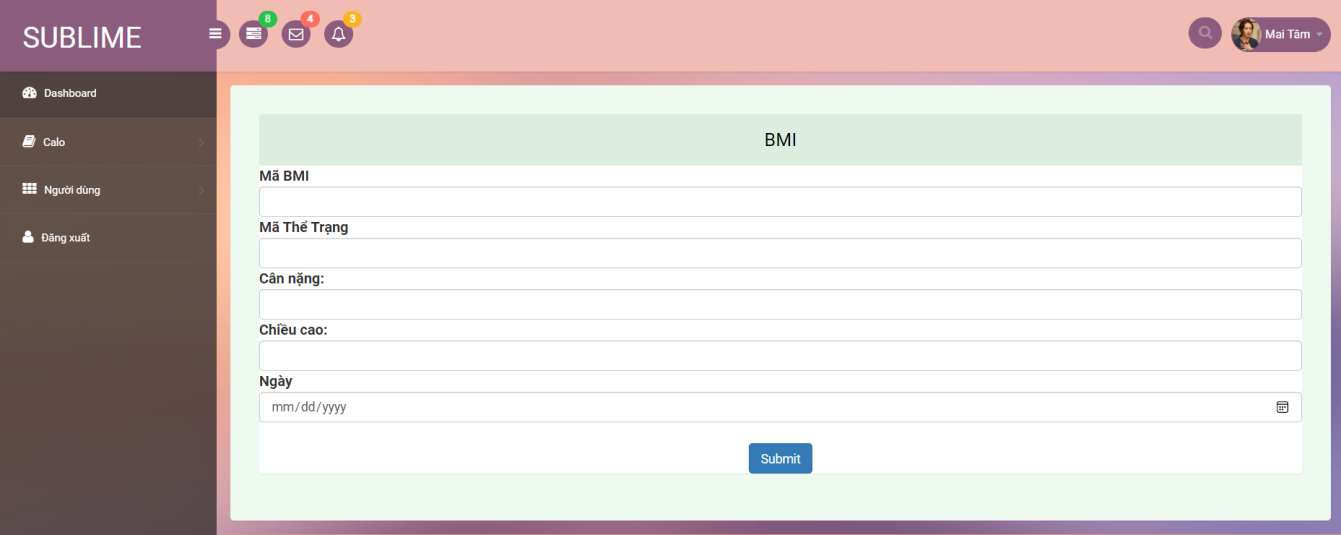 SUBLIME
8
4
3
Mai Tâm
Dashboard
Calo
Người dùng
Đăng xuất
BMI
Mã BMI
Mã Thể Trạng
Cân nặng:
Chiều cao:
Ngày
mm/dd/yyyy
Submit